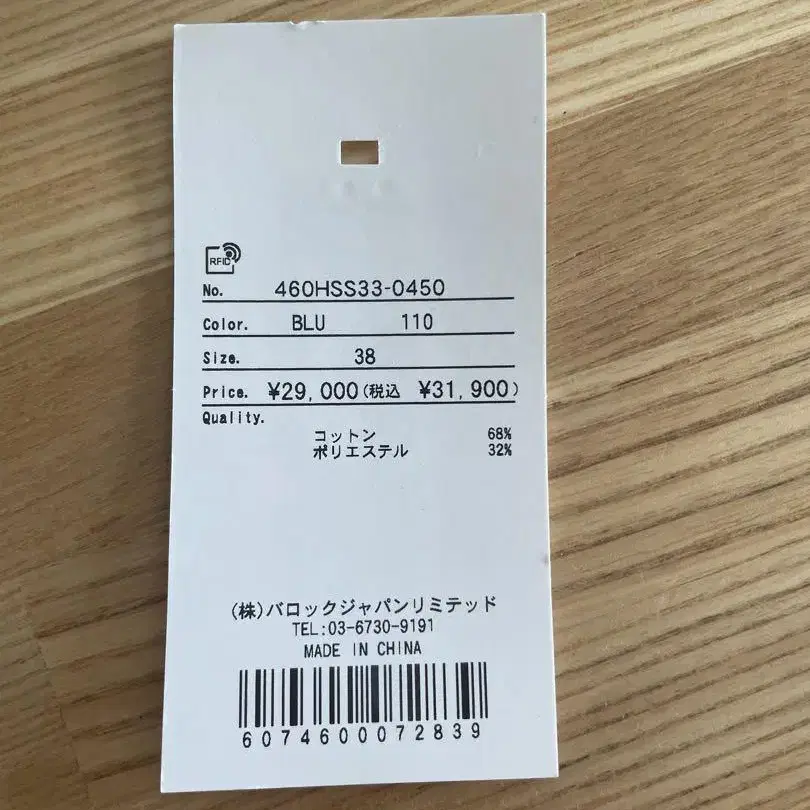 RFID
No. 460HSS33-0450
Color. BLU 110
Size. 38
Price. ¥29,000(税込 ¥31,900)
Quality.
コットン 68%
ポリエステル 32%
(株)バロックジャパンリミテッド
TEL:03-6730-9191
MADE IN CHINA
6074600072839